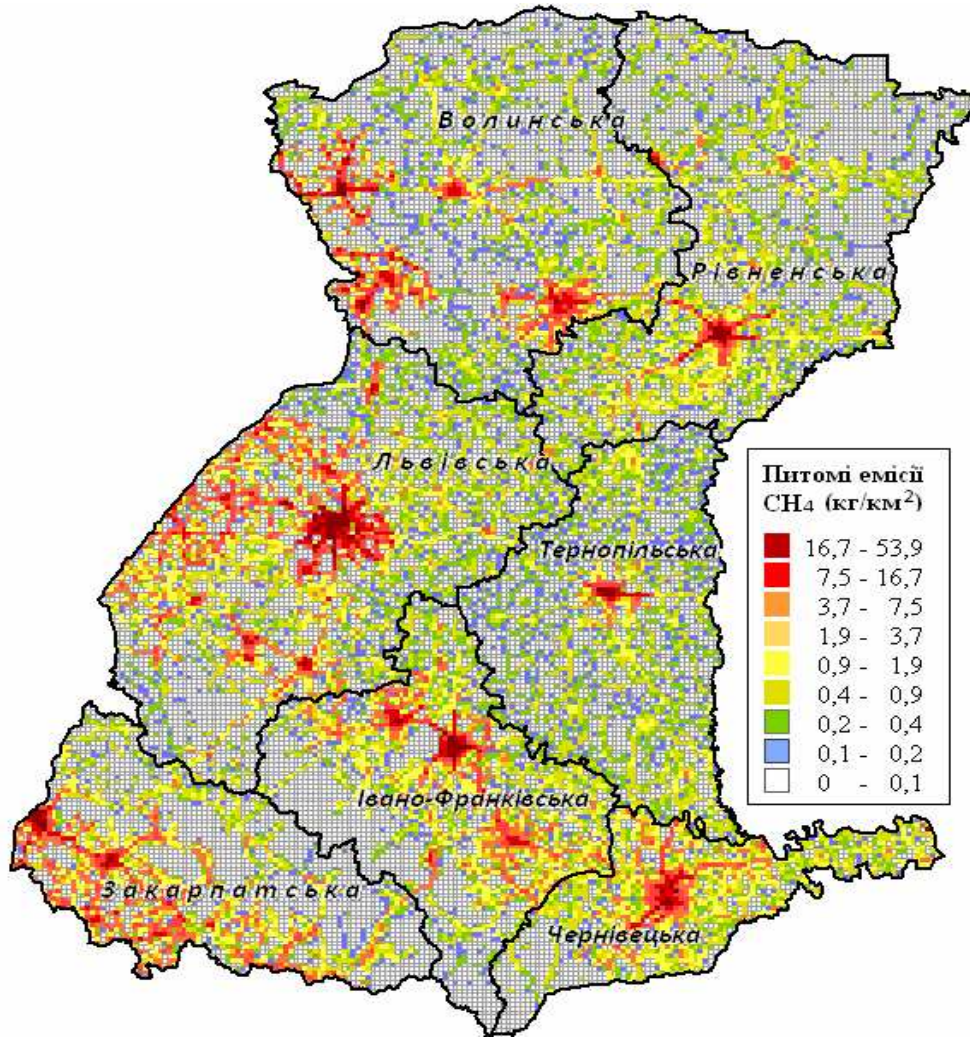 Волинська
Рівненська
Львівська
Тернопільська
Івано-Франківська
Закарпатська
Чернівецька
Питомі емісії
CH4 (кг/км2)
16,7 - 53,9
7,5 - 16,7
3,7 - 7,5
1,9 - 3,7
0,9 - 1,9
0,4 - 0,9
0,2 - 0,4
0,1 - 0,2
0 - 0,1